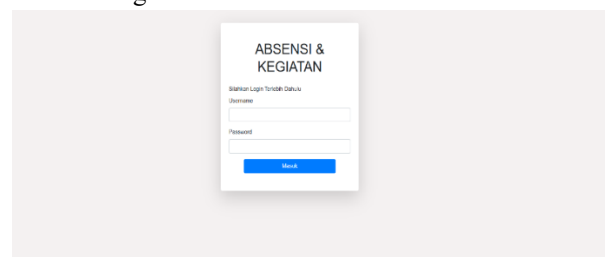 ABSENSI &
KEGIATAN
Silahkan Login Terlebih Dahulu
Username
Password
Masuk